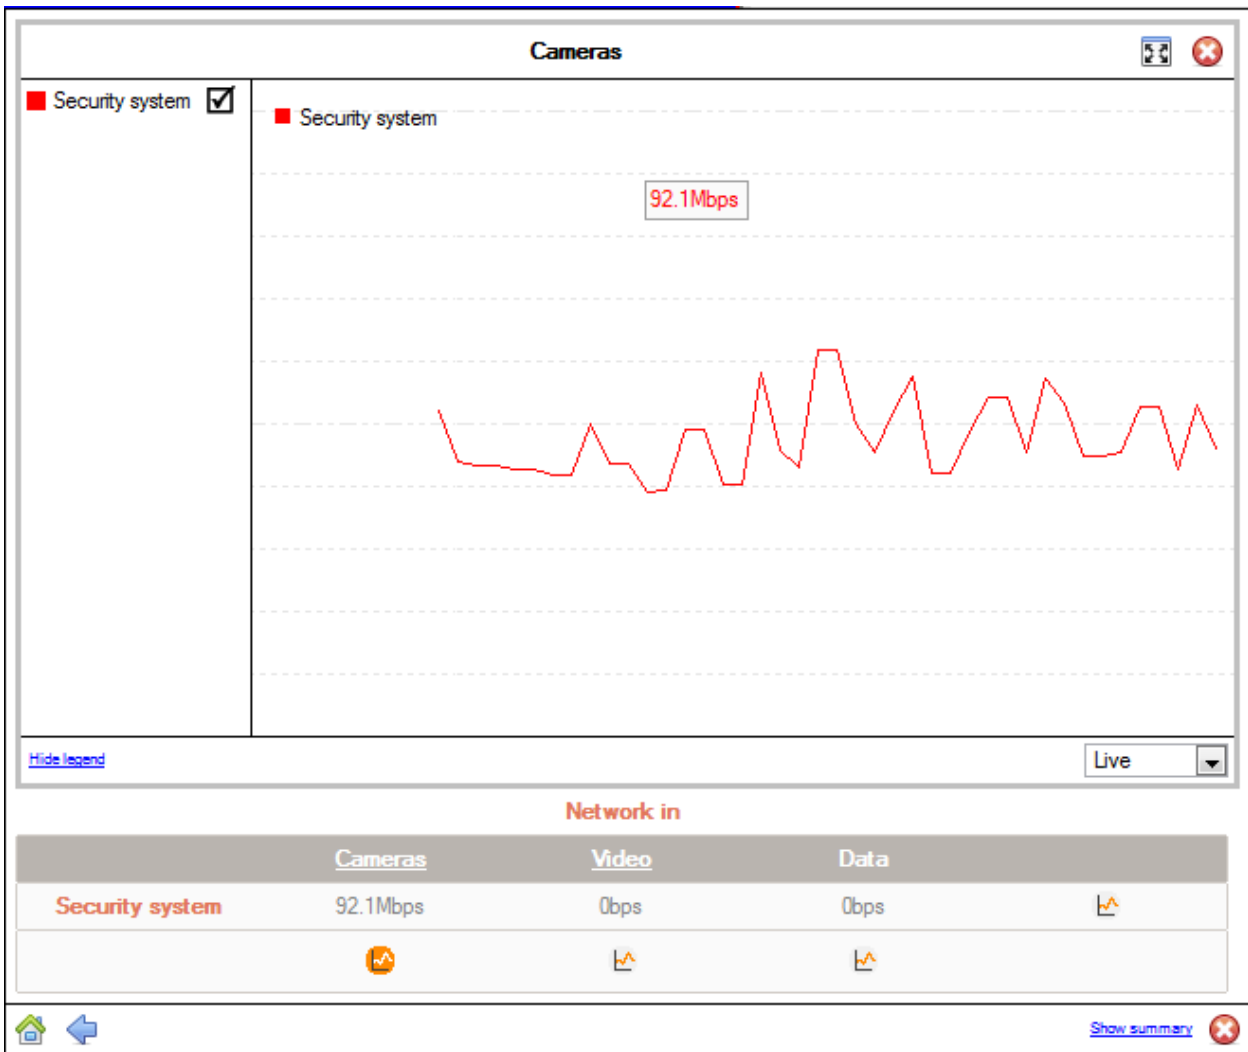 Cameras
Security system
Security system
92.1Mbps
Hide legend
Live
Network in
Cameras Video Data
Security system 92.1Mbps 0bps 0bps
Show summary